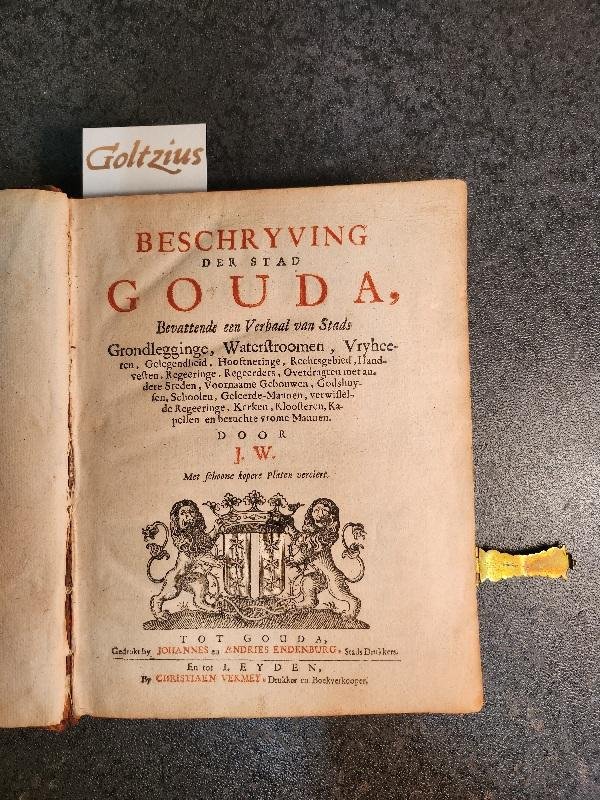 Goltzius
BESCHRYVING
DER STAD
GOUDA,
Bevattende een Verhaal van Stads
Grondlegginge, Waterstroomen, Vryhee-
ten, Gelegendheid, Hooftneringe, Rechtsgebied, Hand-
vesten, Regeeringe, Regeerders, Overdragten met an-
dere Steden, Voornaame Gebouwen, Godshuy-
sen, Schoolen, Geleerde-Mannen, verwissel-
de Regeeringe, Kerken, Kloosteren, Ka-
pellen en beruchte vrome Mannen.
DOOR
J. W.
Met schoone kopere Platen verciert.
TOT GOUDA,
Gedrukt by JOHANNES en ANDRIES ENDENBURG, Stads Drukkers.
En tot LEYDEN,
By CHRISTIAEN VERMEY, Drukker en Boekverkooper.